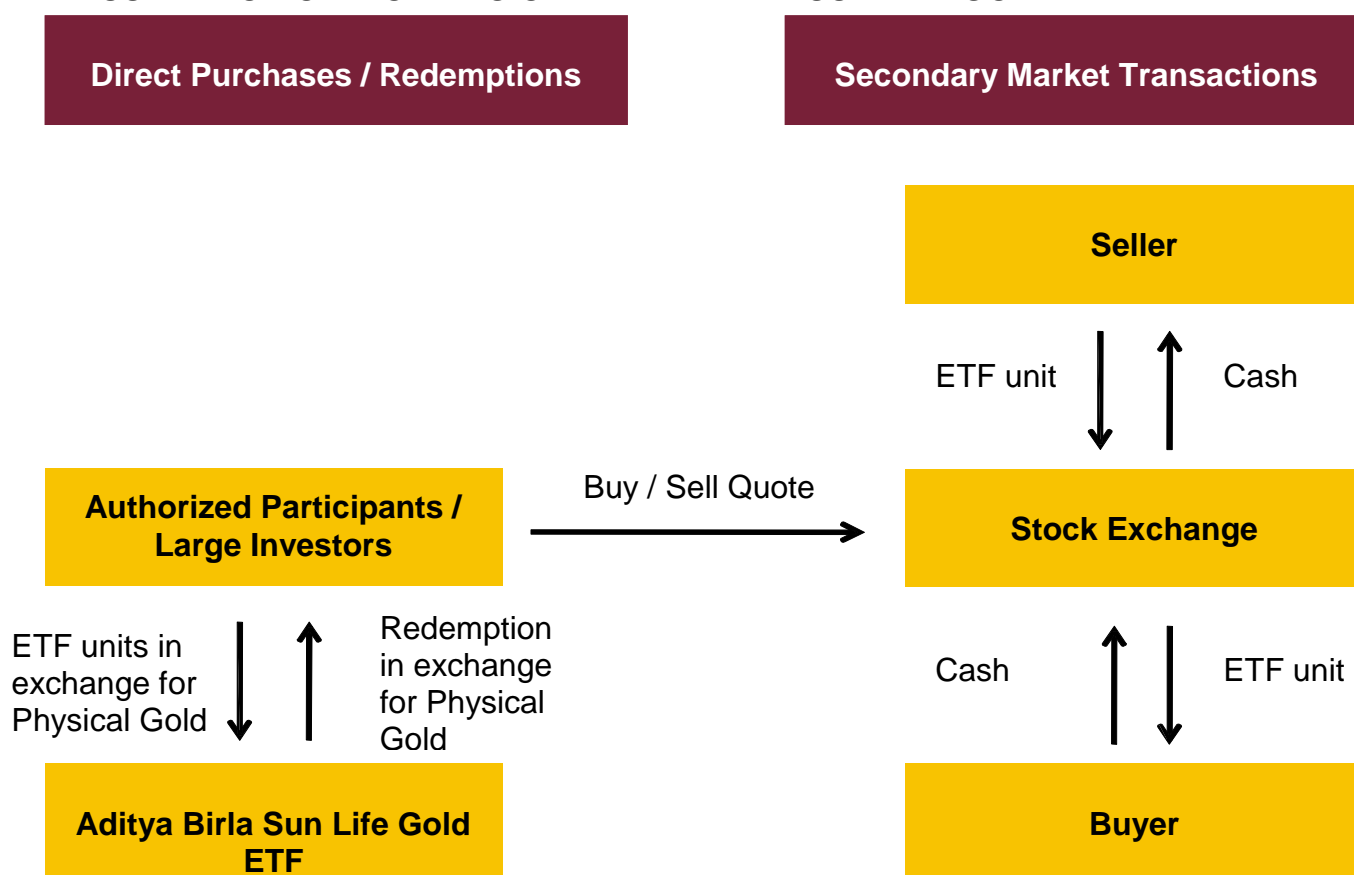 Direct Purchases / Redemptions
Secondary Market Transactions
Seller
ETF unit
Cash
Authorized Participants /
Large Investors
Buy / Sell Quote
Stock Exchange
ETF units in
exchange for
Physical Gold
Redemption
in exchange
for Physical
Gold
Cash
ETF unit
Aditya Birla Sun Life Gold
ETF
Buyer